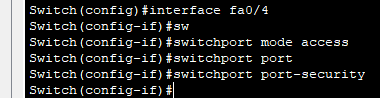 Switch(config)#interface fa0/4
Switch(config-if)#sw
Switch(config-if)#switchport mode access
Switch(config-if)#switchport port
Switch(config-if)#switchport port-security
Switch(config-if)#